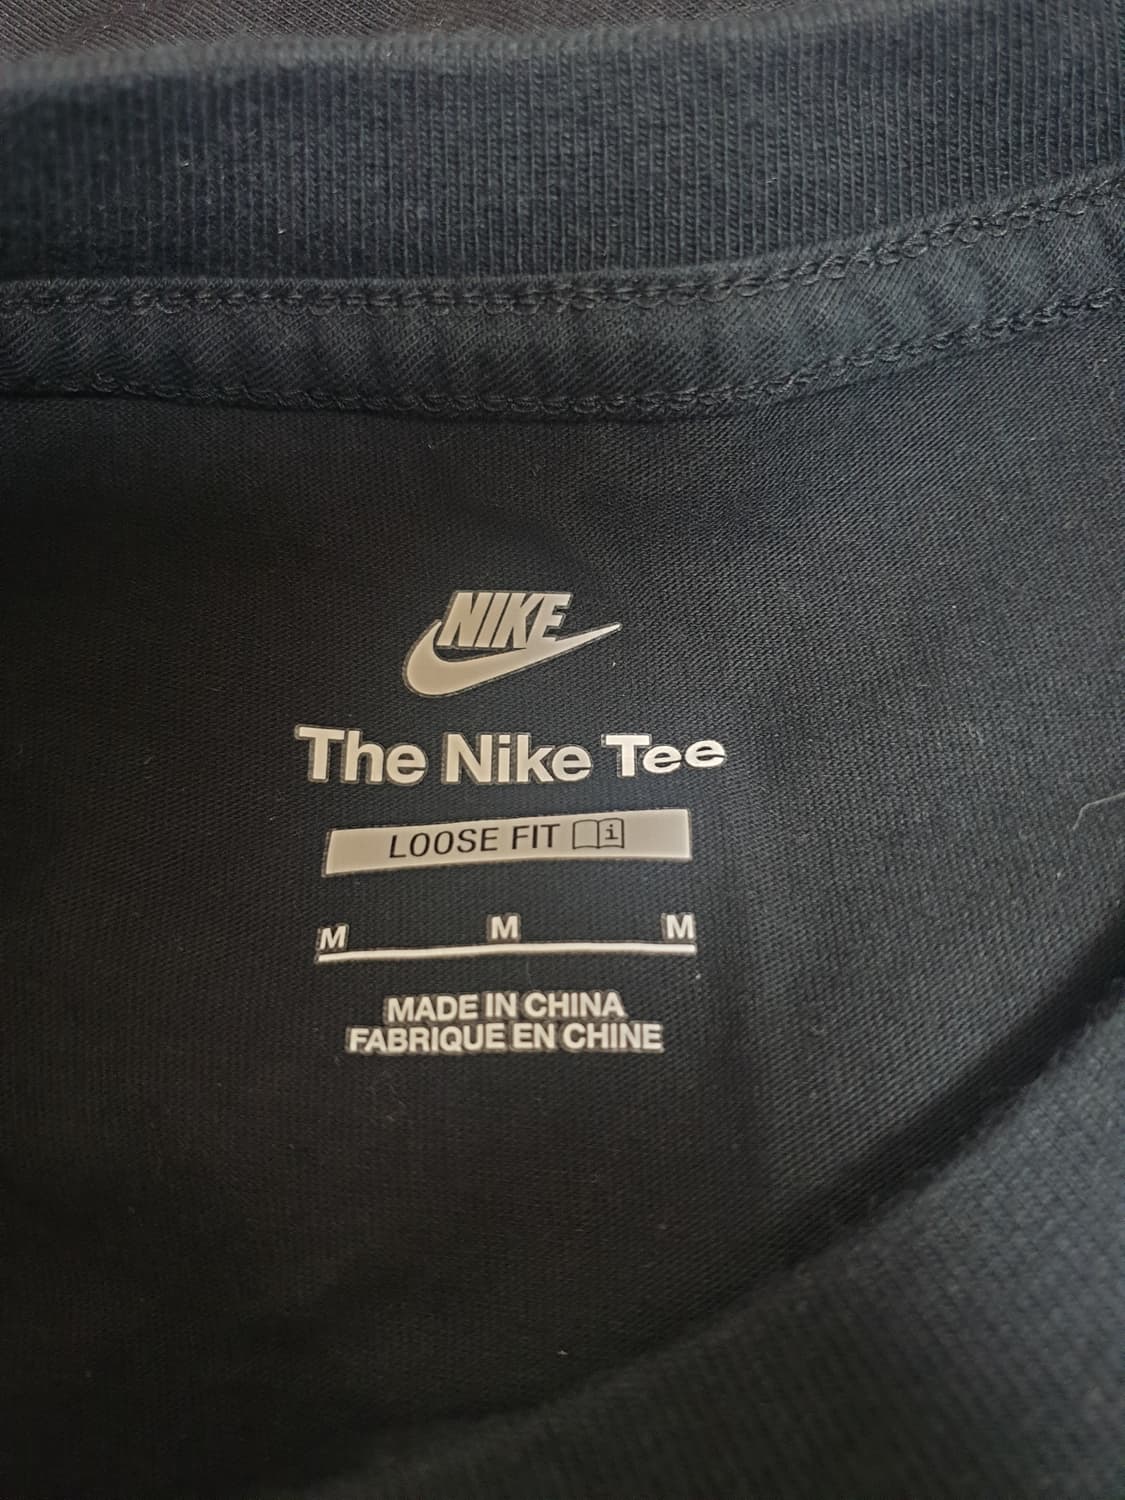 NIKE
The Nike Tee
LOOSE FIT i
M M M
MADE IN CHINA
FABRIQUE EN CHINE